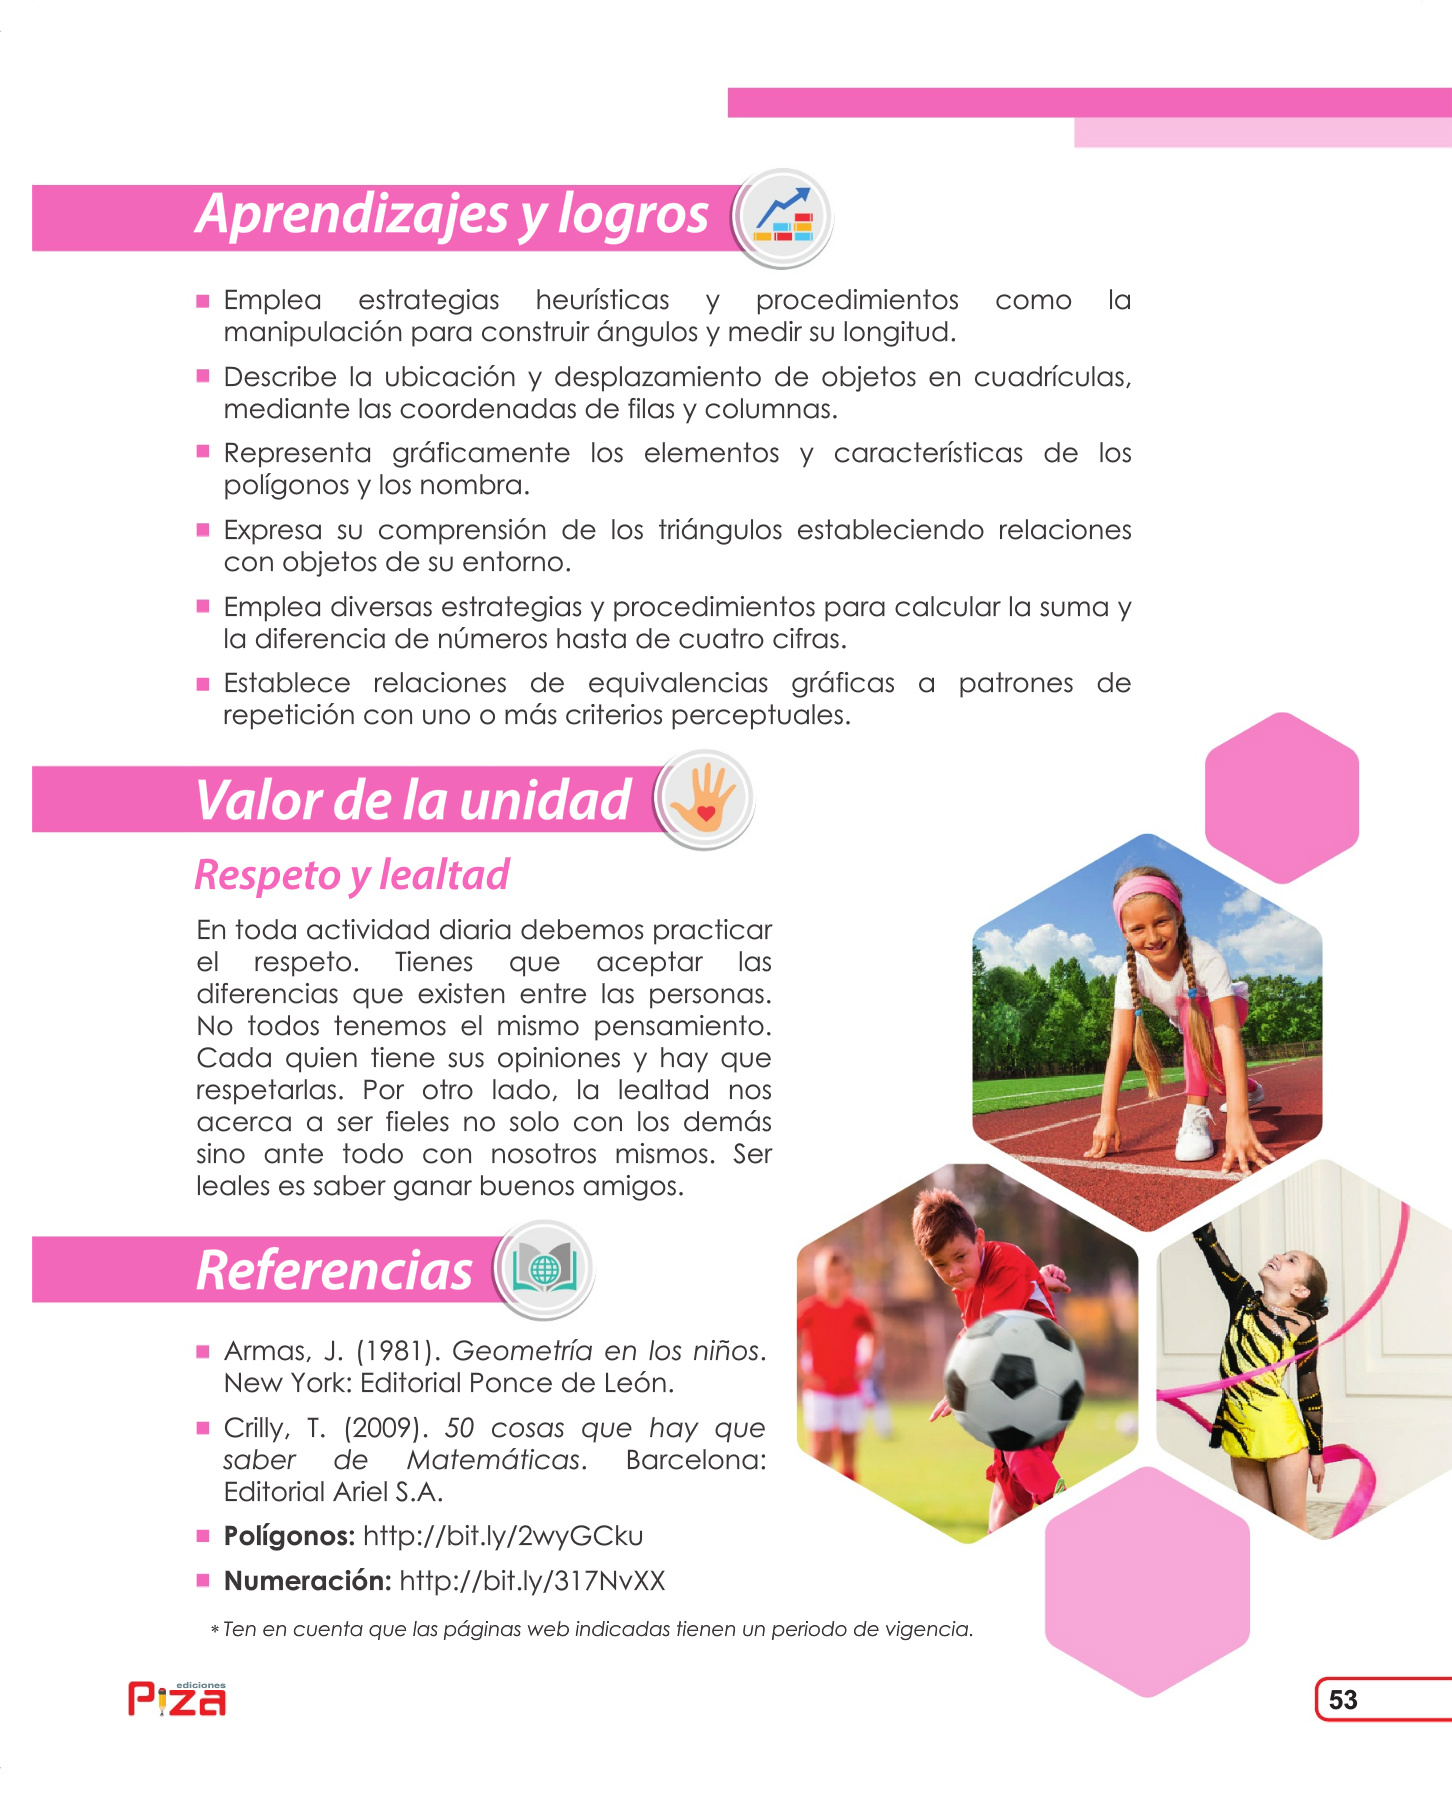 Aprendizajes y logros
Emplea estrategias heurísticas y procedimientos como la
manipulación para construir ángulos y medir su longitud.
Describe la ubicación y desplazamiento de objetos en cuadrículas,
mediante las coordenadas de filas y columnas.
Representa gráficamente los elementos y características de los
polígonos y los nombra.
Expresa su comprensión de los triángulos estableciendo relaciones
con objetos de su entorno.
Emplea diversas estrategias y procedimientos para calcular la suma y
la diferencia de números hasta de cuatro cifras.
Establece relaciones de equivalencias gráficas a patrones de
repetición con uno o más criterios perceptuales.
Valor de la unidad
Respeto y lealtad
En toda actividad diaria debemos practicar
el respeto. Tienes que aceptar las
diferencias que existen entre las personas.
No todos tenemos el mismo pensamiento.
Cada quien tiene sus opiniones y hay que
respetarlas. Por otro lado, la lealtad nos
acerca a ser fieles no solo con los demás
sino ante todo con nosotros mismos. Ser
leales es saber ganar buenos amigos.
Referencias
Armas, J. (1981). Geometría en los niños.
New York: Editorial Ponce de León.
Crilly, T. (2009). 50 cosas que hay que
saber de Matemáticas. Barcelona:
Editorial Ariel S.A.
Polígonos: http://bit.ly/2wyGCku
Numeración: http://bit.ly/317NvXX
* Ten en cuenta que las páginas web indicadas tienen un periodo de vigencia.
ediciones
Piza
53